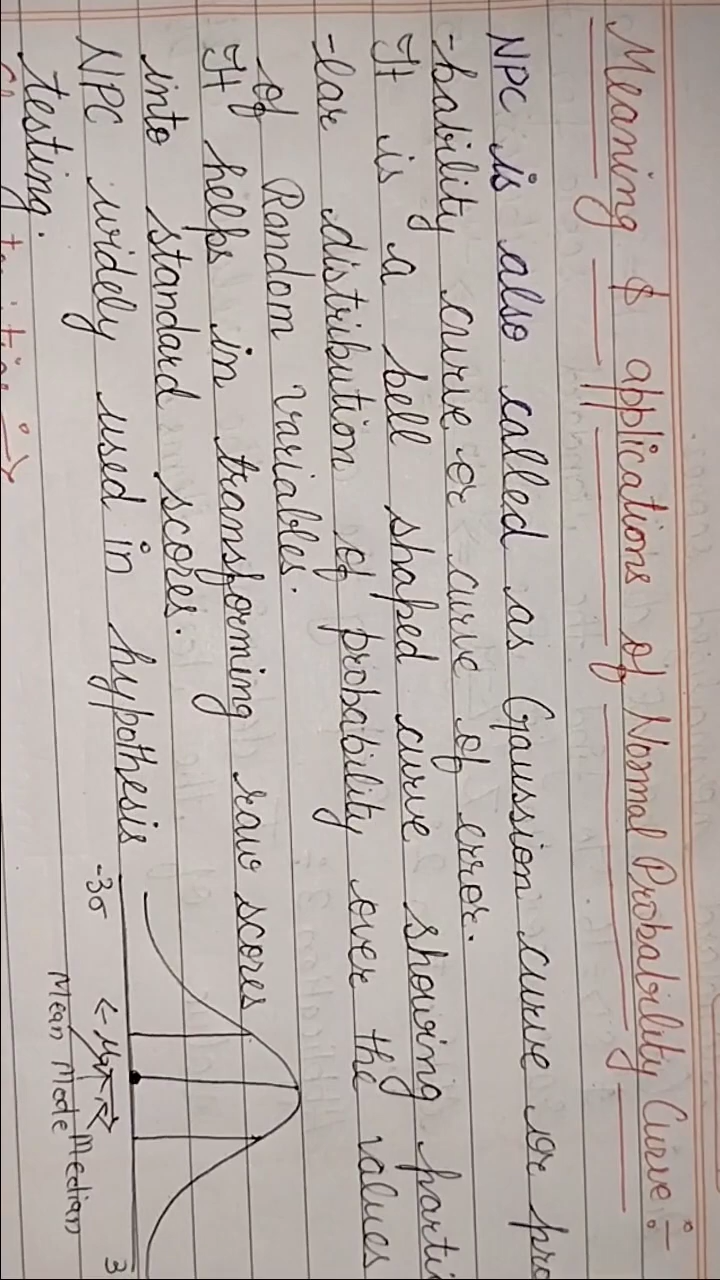 Meaning & applications of Normal Probability Curve :-
NPC is also called as Gaussion curve or pro
-bability curve or curve of error.
It is a bell shaped curve showing parti
-lar distribution of probability over the values
of Random variables.
It helps in transforming raw scores
into standard scores.
NPC widely used in hypothesis
testing.
-3σ
3
Mean Mode Median